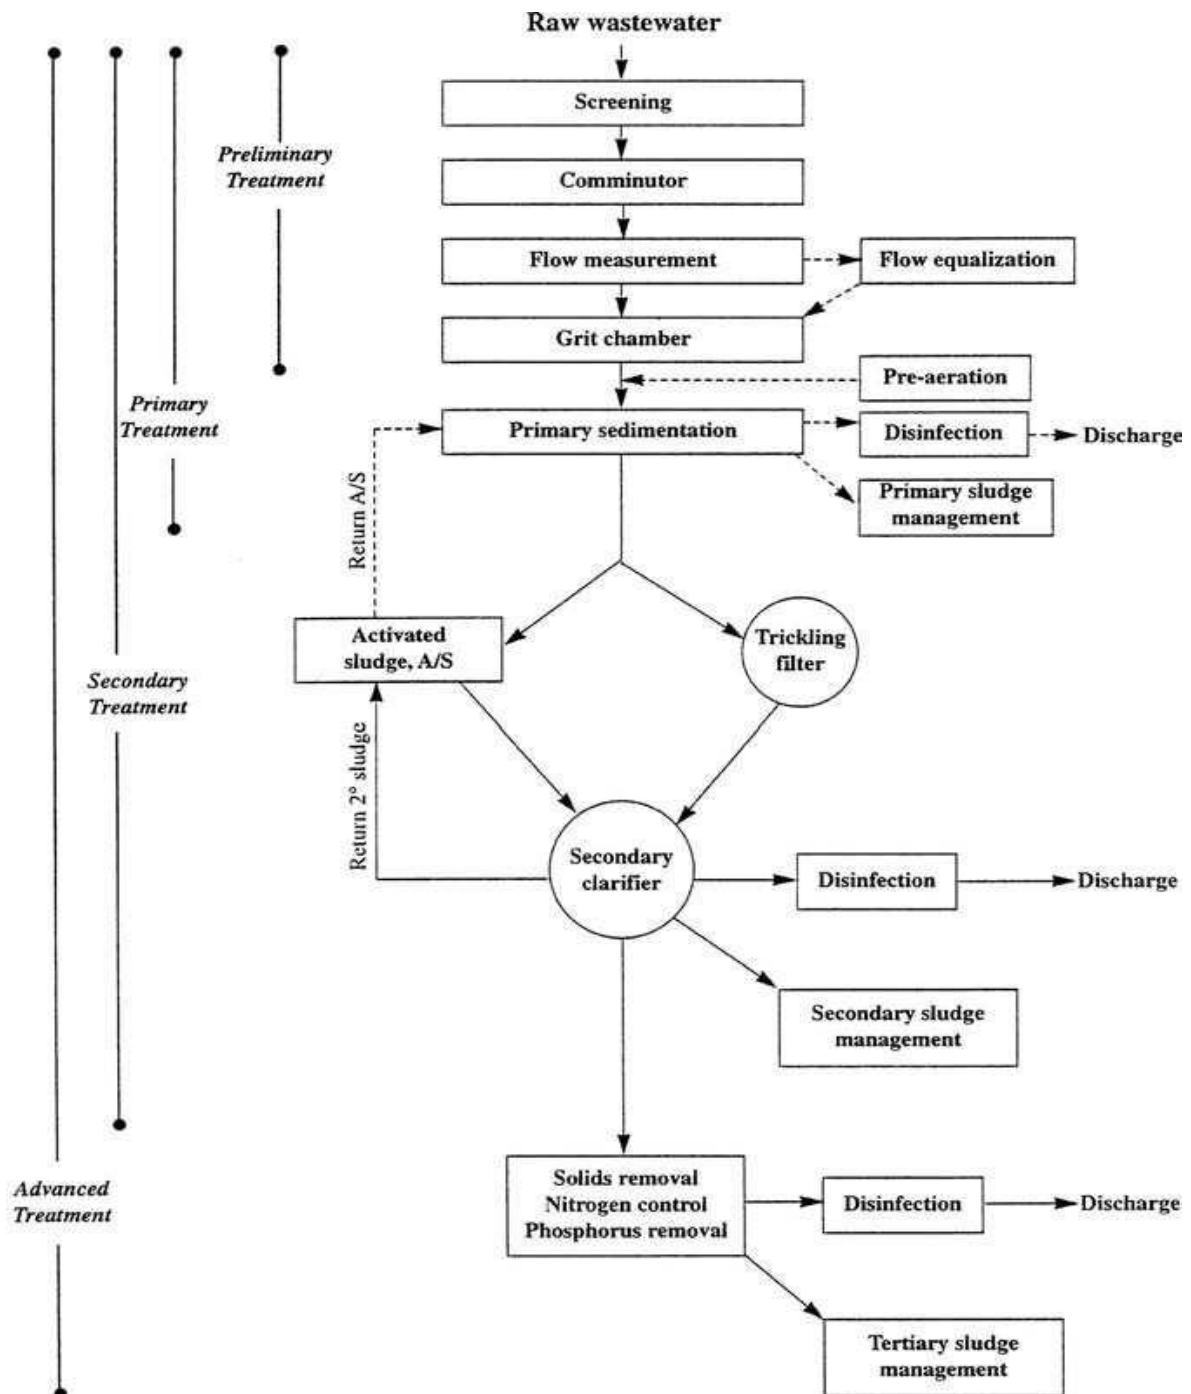 Raw wastewater
Screening
Preliminary
Treatment
Comminutor
Flow measurement
Flow equalization
Grit chamber
Pre-aeration
Primary
Treatment
Primary sedimentation
Disinfection
Discharge
Return A/S
Primary sludge
management
Activated
sludge, A/S
Trickling
filter
Secondary
Treatment
Return 2° sludge
Secondary
clarifier
Disinfection
Discharge
Secondary sludge
management
Advanced
Treatment
Solids removal
Nitrogen control
Phosphorus removal
Disinfection
Discharge
Tertiary sludge
management